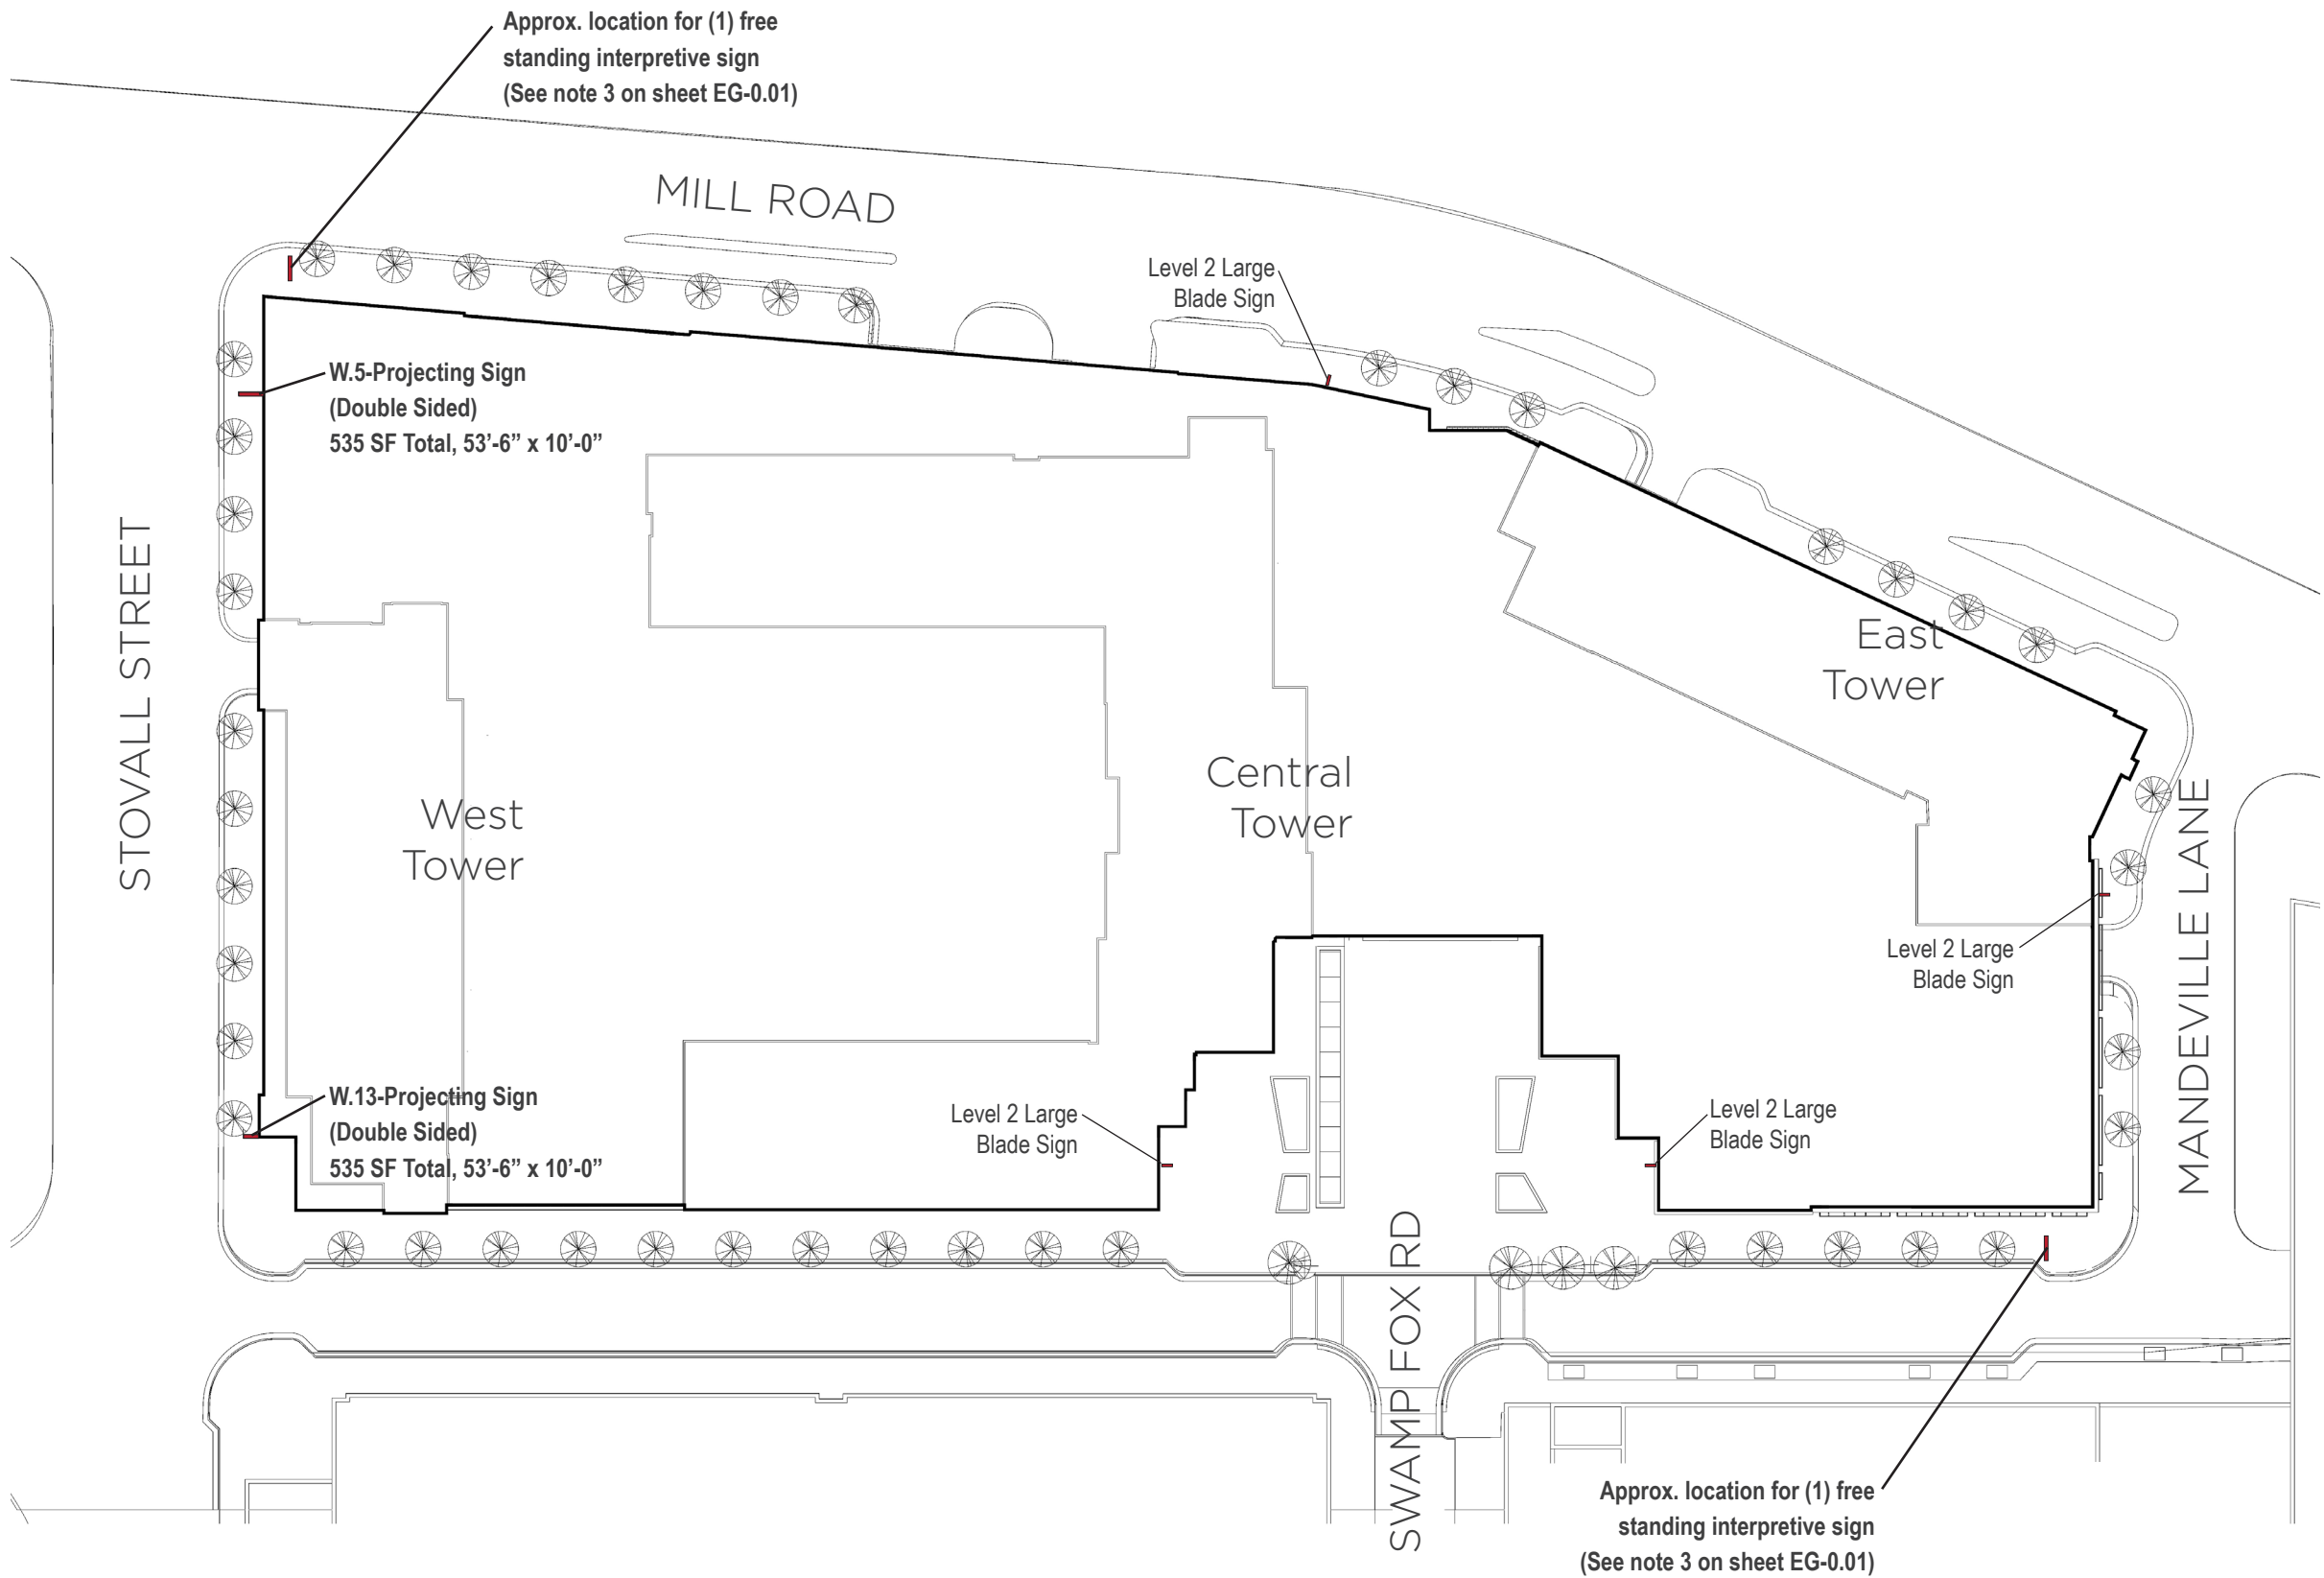 Approx. location for (1) free
standing interpretive sign
(See note 3 on sheet EG-0.01)
MILL ROAD
Level 2 Large
Blade Sign
W.5-Projecting Sign
(Double Sided)
535 SF Total, 53’-6” x 10’-0”
STOVALL STREET
East
Tower
Central
Tower
West
Tower
MANDEVILLE LANE
Level 2 Large
Blade Sign
W.13-Projecting Sign
(Double Sided)
535 SF Total, 53’-6” x 10’-0”
Level 2 Large
Blade Sign
Level 2 Large
Blade Sign
SWAMP FOX RD
Approx. location for (1) free
standing interpretive sign
(See note 3 on sheet EG-0.01)